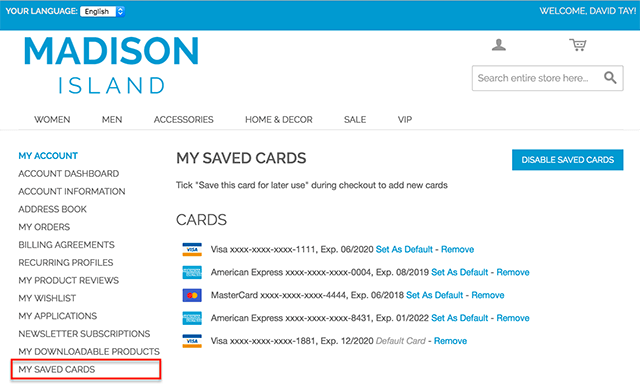 YOUR LANGUAGE: English
WELCOME, DAVID TAY!
MADISON
ISLAND
Search entire store here...
WOMEN MEN ACCESSORIES HOME & DECOR SALE VIP
MY ACCOUNT
ACCOUNT DASHBOARD
ACCOUNT INFORMATION
ADDRESS BOOK
MY ORDERS
BILLING AGREEMENTS
RECURRING PROFILES
MY PRODUCT REVIEWS
MY WISHLIST
MY APPLICATIONS
NEWSLETTER SUBSCRIPTIONS
MY DOWNLOADABLE PRODUCTS
MY SAVED CARDS
MY SAVED CARDS
DISABLE SAVED CARDS
Tick "Save this card for later use" during checkout to add new cards
CARDS
VISA Visa xxxx-xxxx-xxxx-1111, Exp. 06/2020 Set As Default - Remove
American Express xxxx-xxxx-xxxx-0004, Exp. 08/2019 Set As Default - Remove
MasterCard xxxx-xxxx-xxxx-4444, Exp. 06/2018 Set As Default - Remove
American Express xxxx-xxxx-xxxx-8431, Exp. 01/2022 Set As Default - Remove
VISA Visa xxxx-xxxx-xxxx-1881, Exp. 12/2020 Default Card - Remove